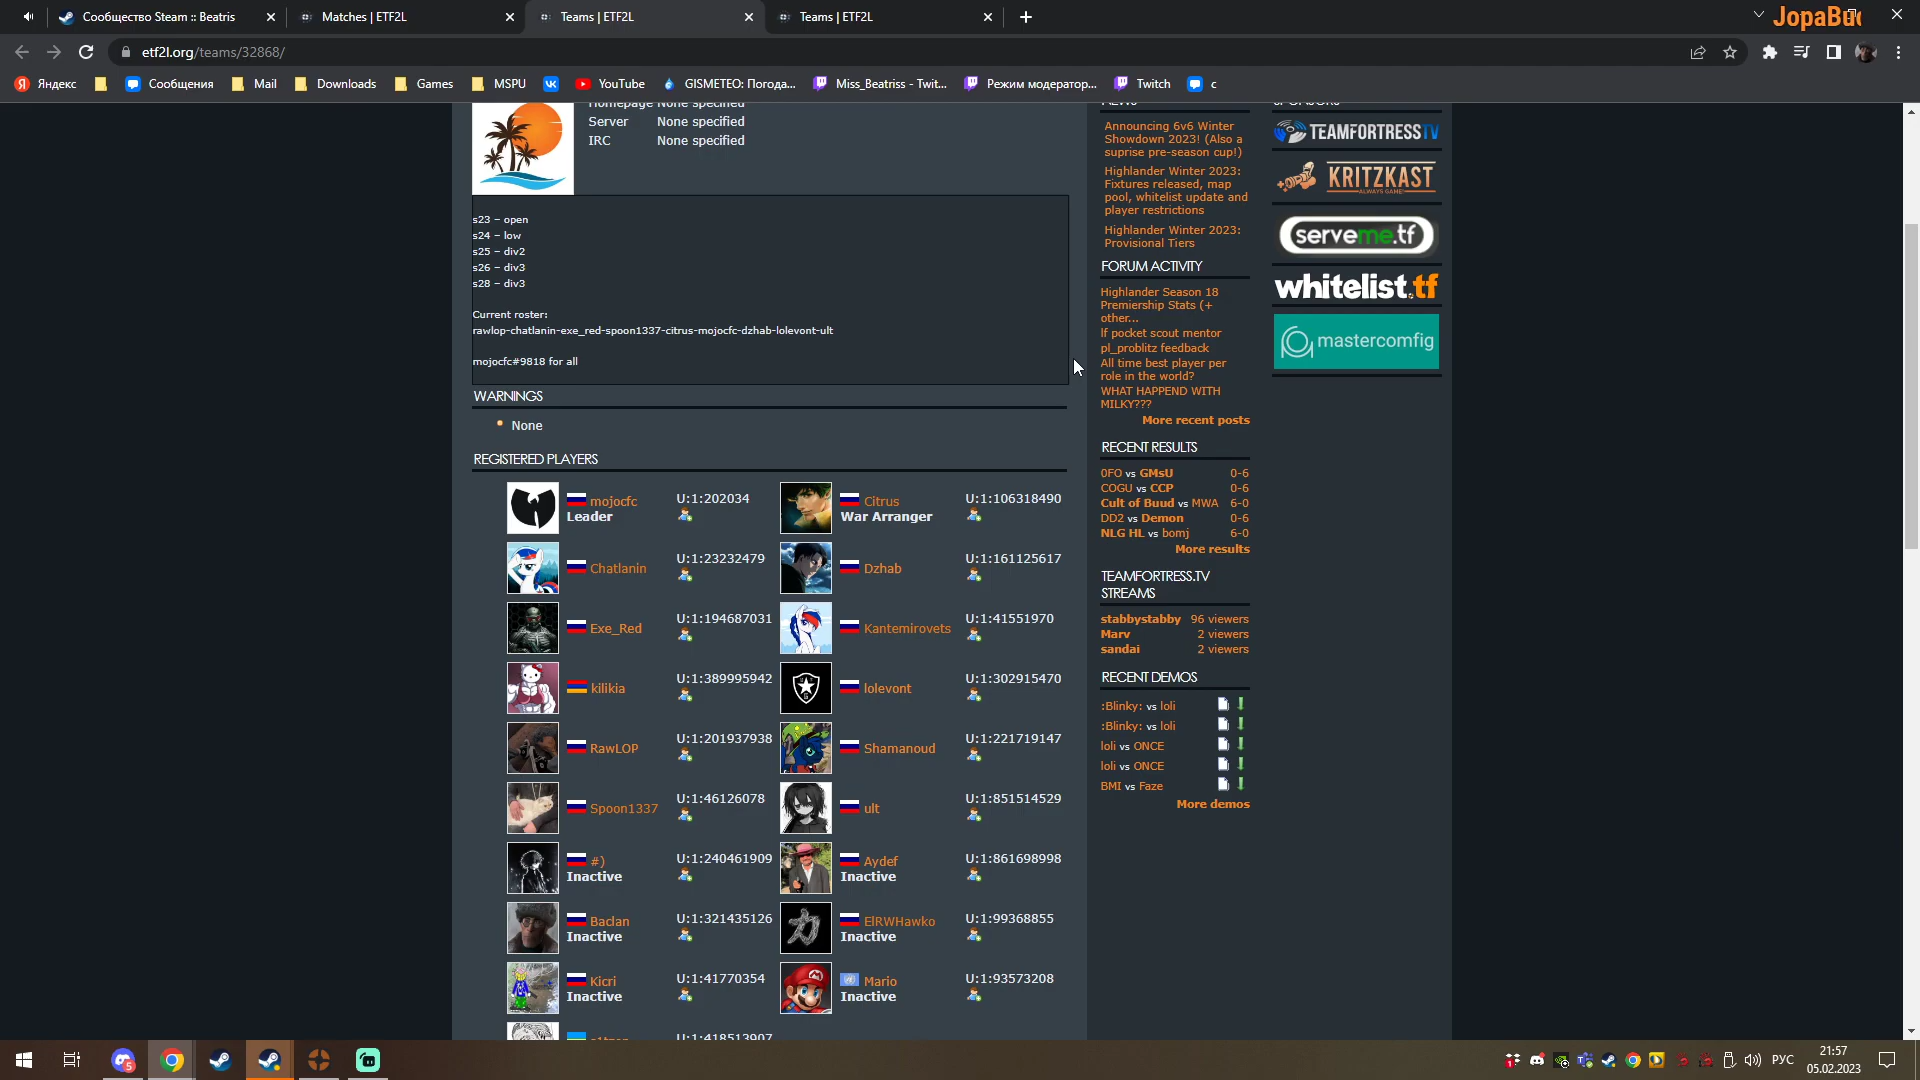 Сообщество Steam :: Beatris
Matches | ETF2L
Teams | ETF2L
Teams | ETF2L
etf2l.org/teams/32868/
Яндекс
Сообщения
Mail
Downloads
Games
MSPU
YouTube
GISMETEO: Погода...
Miss_Beatriss - Twit...
Режим модератор...
Twitch
с
Homepage None specified
Server None specified
IRC None specified
s23 – open
s24 – low
s25 – div2
s26 – div3
s28 – div3
Current roster:
rawlop-chatlanin-exe_red-spoon1337-citrus-mojocfc-dzhab-lolevont-ult
mojocfc#9818 for all
WARNINGS
None
REGISTERED PLAYERS
mojocfc U:1:202034
Leader
Citrus U:1:106318490
War Arranger
Chatlanin U:1:23232479
Dzhab U:1:161125617
Exe_Red U:1:194687031
Kantemirovets U:1:41551970
kilikia U:1:389995942
lolevont U:1:302915470
RawLOP U:1:201937938
Shamanoud U:1:221719147
Spoon1337 U:1:46126078
ult U:1:851514529
#) U:1:240461909
Inactive
Aydef U:1:861698998
Inactive
Baclan U:1:321435126
Inactive
ElRWHawko U:1:99368855
Inactive
Kicri U:1:41770354
Inactive
Mario U:1:93573208
Inactive
U:1:418513907
NEWS
Announcing 6v6 Winter
Showdown 2023! (Also a
suprise pre-season cup!)
Highlander Winter 2023:
Fixtures released, map
pool, whitelist update and
player restrictions
Highlander Winter 2023:
Provisional Tiers
FORUM ACTIVITY
Highlander Season 18
Premiership Stats (+
other...
lf pocket scout mentor
pl_problitz feedback
All time best player per
role in the world?
WHAT HAPPEND WITH
MILKY???
More recent posts
RECENT RESULTS
0FO vs GMsU 0-6
COGU vs CCP 0-6
Cult of Buud vs MWA 6-0
DD2 vs Demon 0-6
NLG HL vs bomj 6-0
More results
TEAMFORTRESS.TV
STREAMS
stabbystabby 96 viewers
Marv 2 viewers
sandai 2 viewers
RECENT DEMOS
:Blinky: vs loli
:Blinky: vs loli
loli vs ONCE
loli vs ONCE
BMI vs Faze
More demos
SPONSORS
TEAMFORTRESSTV
KRITZKAST
ALWAYS GAME!
serveme.tf
whitelist.tf
mastercomfig
РУС
21:57
05.02.2023